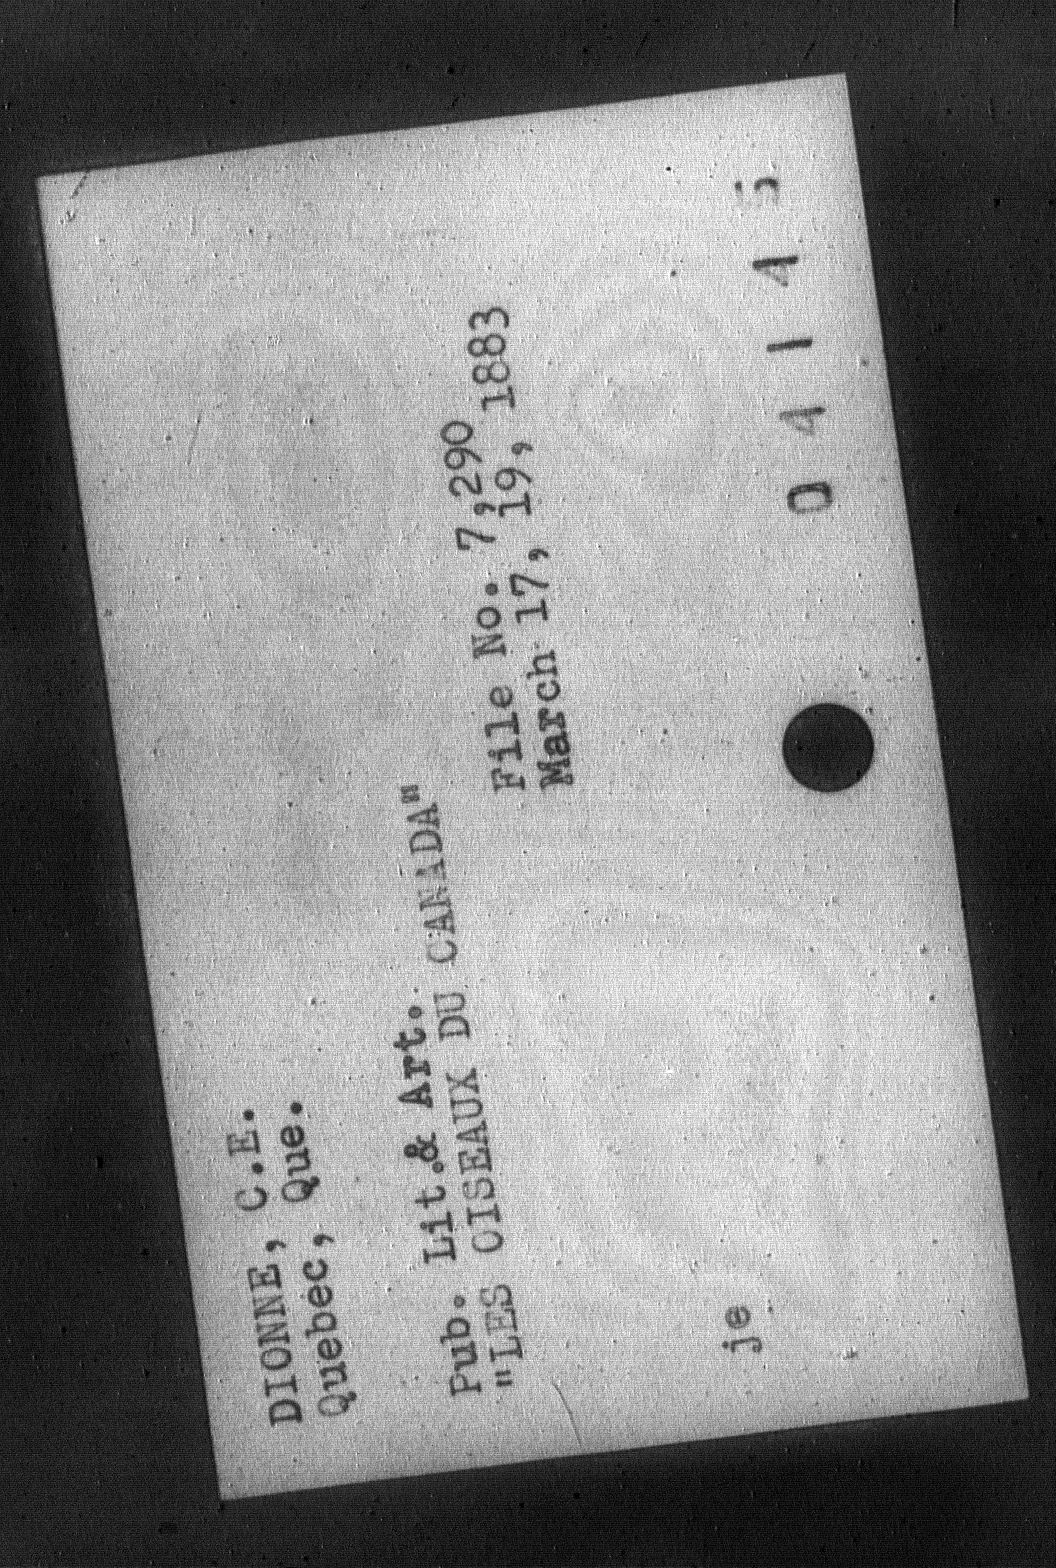 DIONNE, C.E.
Quebec, Que.
Pub. Lit.& Art.
"LES OISEAUX DU CANADA"
File No. 7,290
March 17, 19, 1883
je
0 4 1 4 5